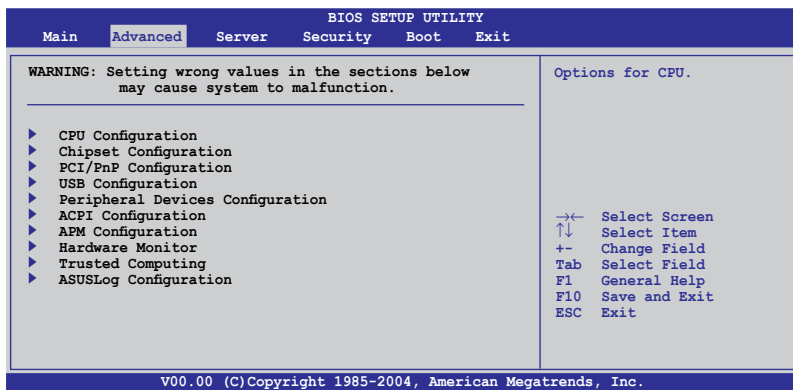 BIOS SETUP UTILITY
Main Advanced Server Security Boot Exit
WARNING: Setting wrong values in the sections below
may cause system to malfunction.
CPU Configuration
Chipset Configuration
PCI/PnP Configuration
USB Configuration
Peripheral Devices Configuration
ACPI Configuration
APM Configuration
Hardware Monitor
Trusted Computing
ASUSLog Configuration
Options for CPU.
→← Select Screen
↑↓ Select Item
+- Change Field
Tab Select Field
F1 General Help
F10 Save and Exit
ESC Exit
V00.00 (C)Copyright 1985-2004, American Megatrends, Inc.